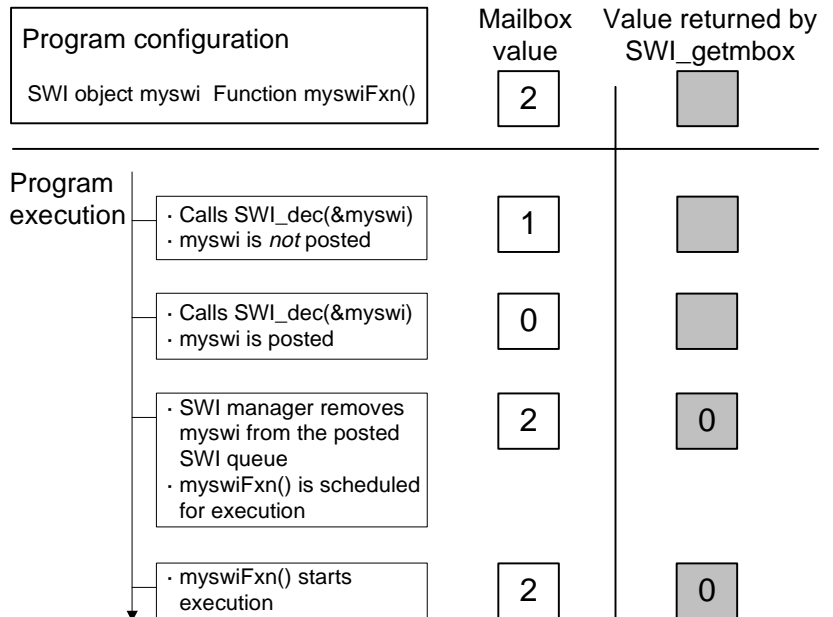 Program configuration
SWI object myswi Function myswiFxn()
Mailbox
value
Value returned by
SWI_getmbox
2
Program
execution
· Calls SWI_dec(&myswi)
· myswi is not posted
1
· Calls SWI_dec(&myswi)
· myswi is posted
0
· SWI manager removes
myswi from the posted
SWI queue
· myswiFxn() is scheduled
for execution
2
0
· myswiFxn() starts
execution
2
0